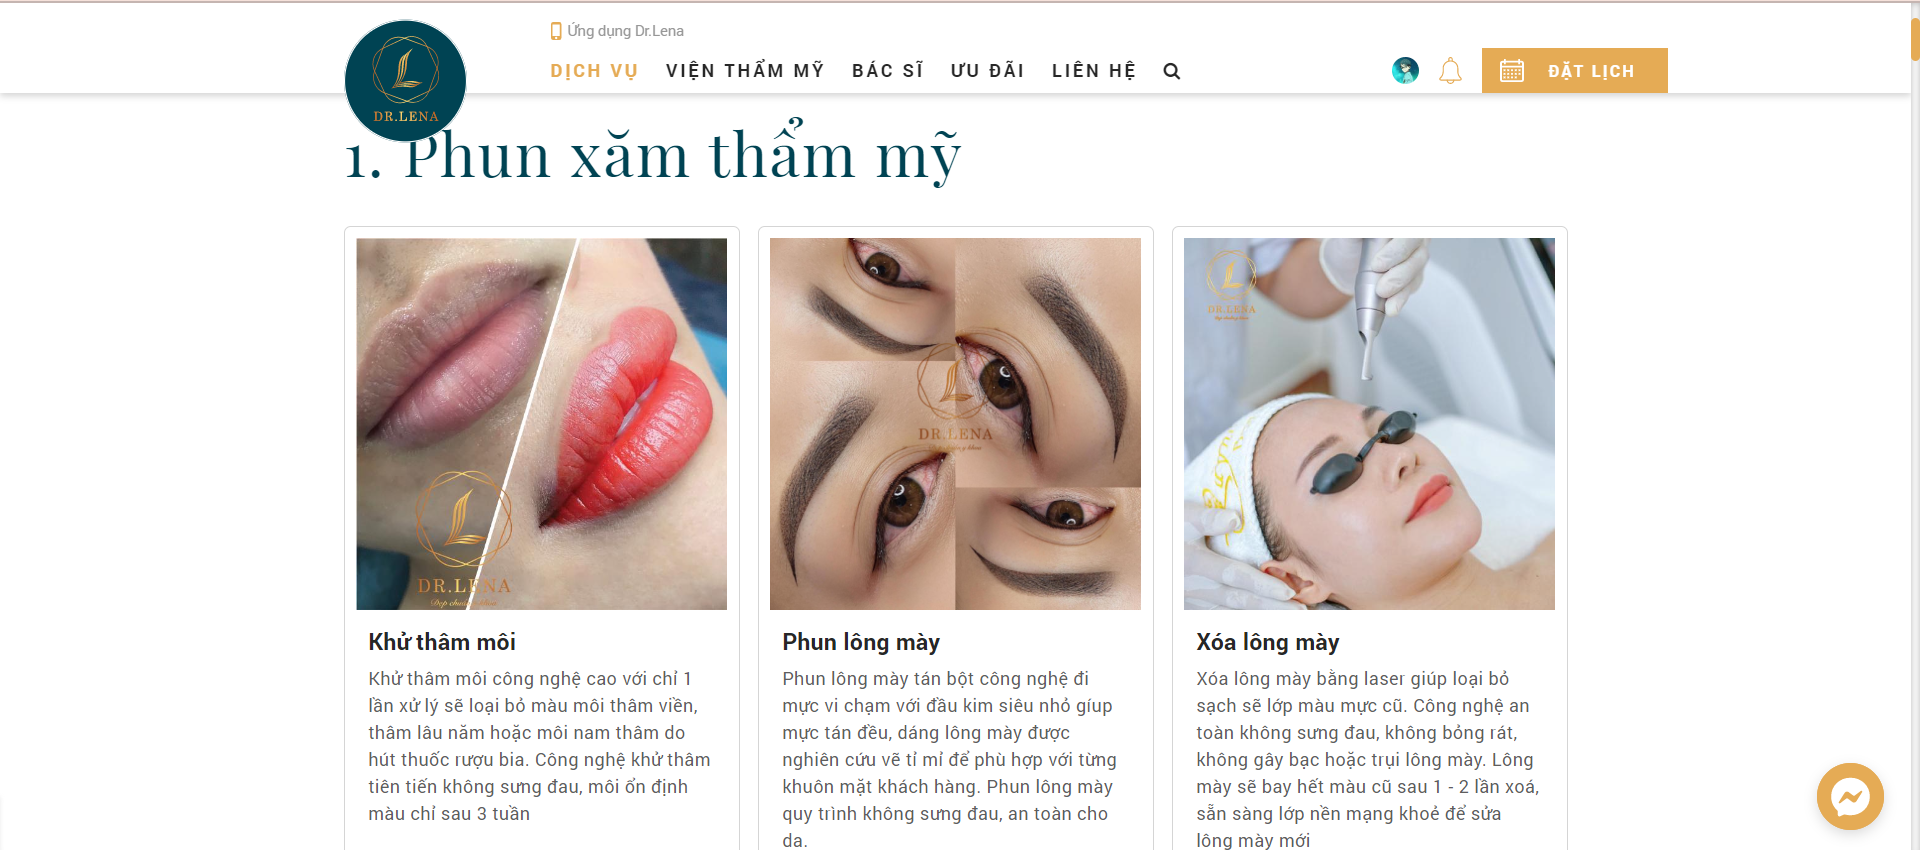 Ứng dụng Dr.Lena
DỊCH VỤ VIỆN THẨM MỸ BÁC SĨ ƯU ĐÃI LIÊN HỆ
ĐẶT LỊCH
DR.LENA
1. Phun xăm thẩm mỹ
DR.LENA
DR.LENA
DR.LENA
Khử thâm môi
Khử thâm môi công nghệ cao với chỉ 1
lần xử lý sẽ loại bỏ màu môi thâm viền,
thâm lâu năm hoặc môi nam thâm do
hút thuốc rượu bia. Công nghệ khử thâm
tiên tiến không sưng đau, môi ổn định
màu chỉ sau 3 tuần
Phun lông mày
Phun lông mày tán bột công nghệ đi
mực vi chạm với đầu kim siêu nhỏ gíup
mực tán đều, dáng lông mày được
nghiên cứu vẽ tỉ mỉ để phù hợp với từng
khuôn mặt khách hàng. Phun lông mày
quy trình không sưng đau, an toàn cho
da.
Xóa lông mày
Xóa lông mày bằng laser giúp loại bỏ
sạch sẽ lớp màu mực cũ. Công nghệ an
toàn không sưng đau, không bỏng rát,
không gây bạc hoặc trụi lông mày. Lông
mày sẽ bay hết màu cũ sau 1 - 2 lần xoá,
sẵn sàng lớp nền mạng khoẻ để sửa
lông mày mới